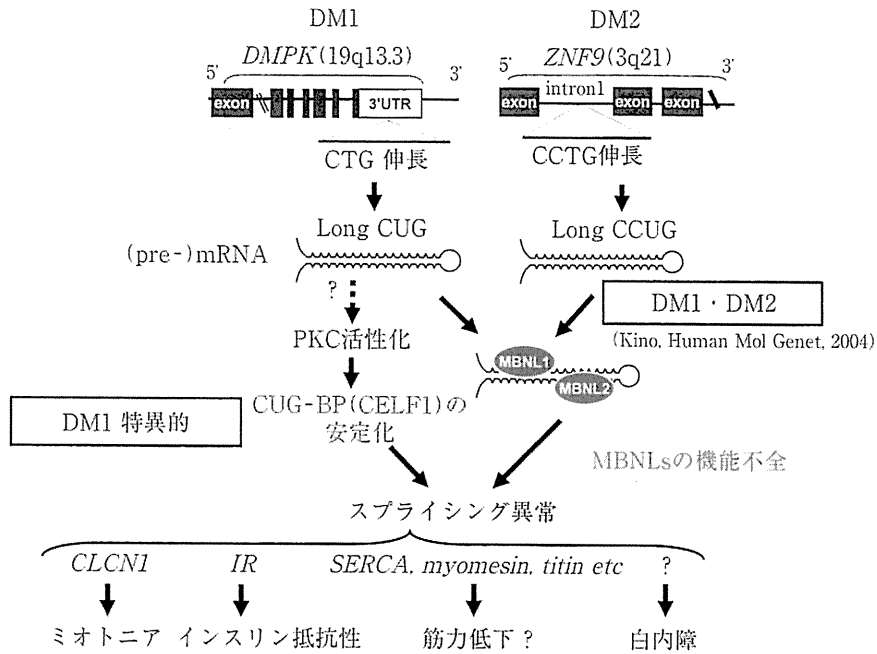 DM1
DM2
DMPK(19q13.3)
ZNF9(3q21)
5'
3'
5'
3'
exon
3'UTR
exon
intron1
exon
exon
CTG 伸長
CCTG伸長
Long CUG
Long CCUG
(pre-)mRNA
?
DM1・DM2
(Kino, Human Mol Genet, 2004)
PKC活性化
MBNL1
MBNL2
CUG-BP(CELF1)の
安定化
DM1 特異的
MBNLsの機能不全
スプライシング異常
CLCN1
IR
SERCA, myomesin, titin etc
?
ミオトニア
インスリン抵抗性
筋力低下 ?
白内障